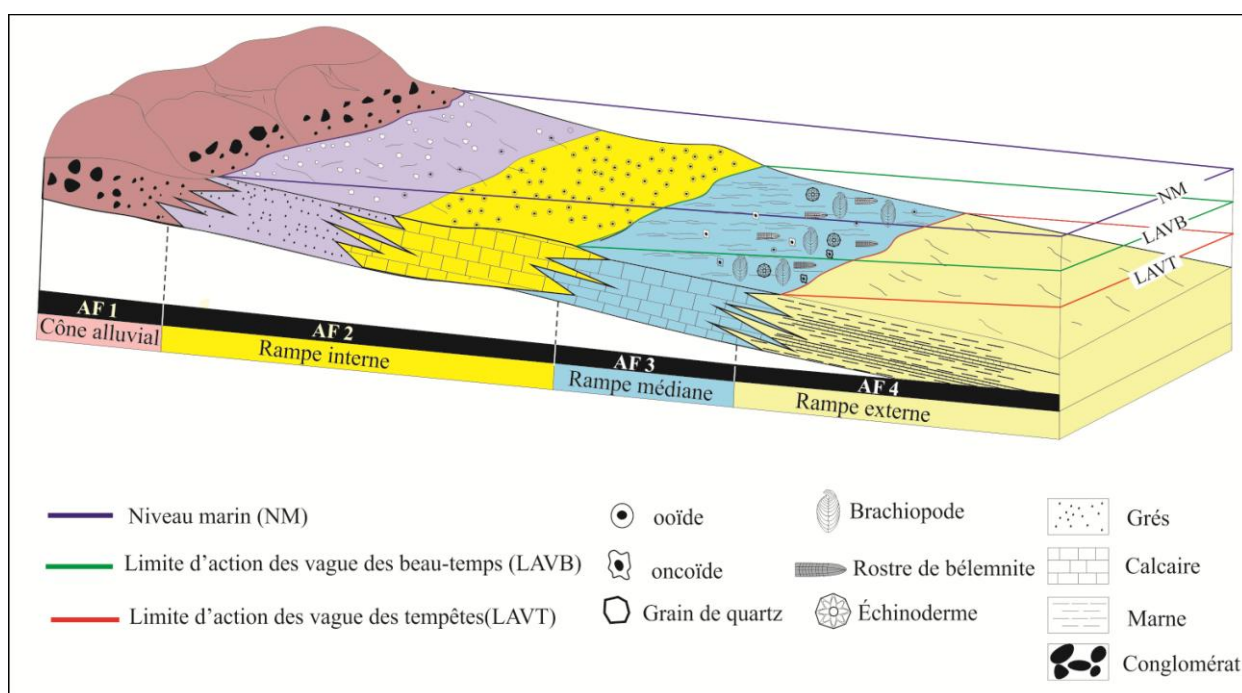 NM
LAVB
LAVT
AF 1
Cône alluvial
AF 2
Rampe interne
AF 3
Rampe médiane
AF 4
Rampe externe
Niveau marin (NM)
Limite d'action des vague des beau-temps (LAVB)
Limite d'action des vague des tempêtes(LAVT)
ooïde
oncoïde
Grain de quartz
Brachiopode
Rostre de bélemnite
Échinoderme
Grés
Calcaire
Marne
Conglomérat